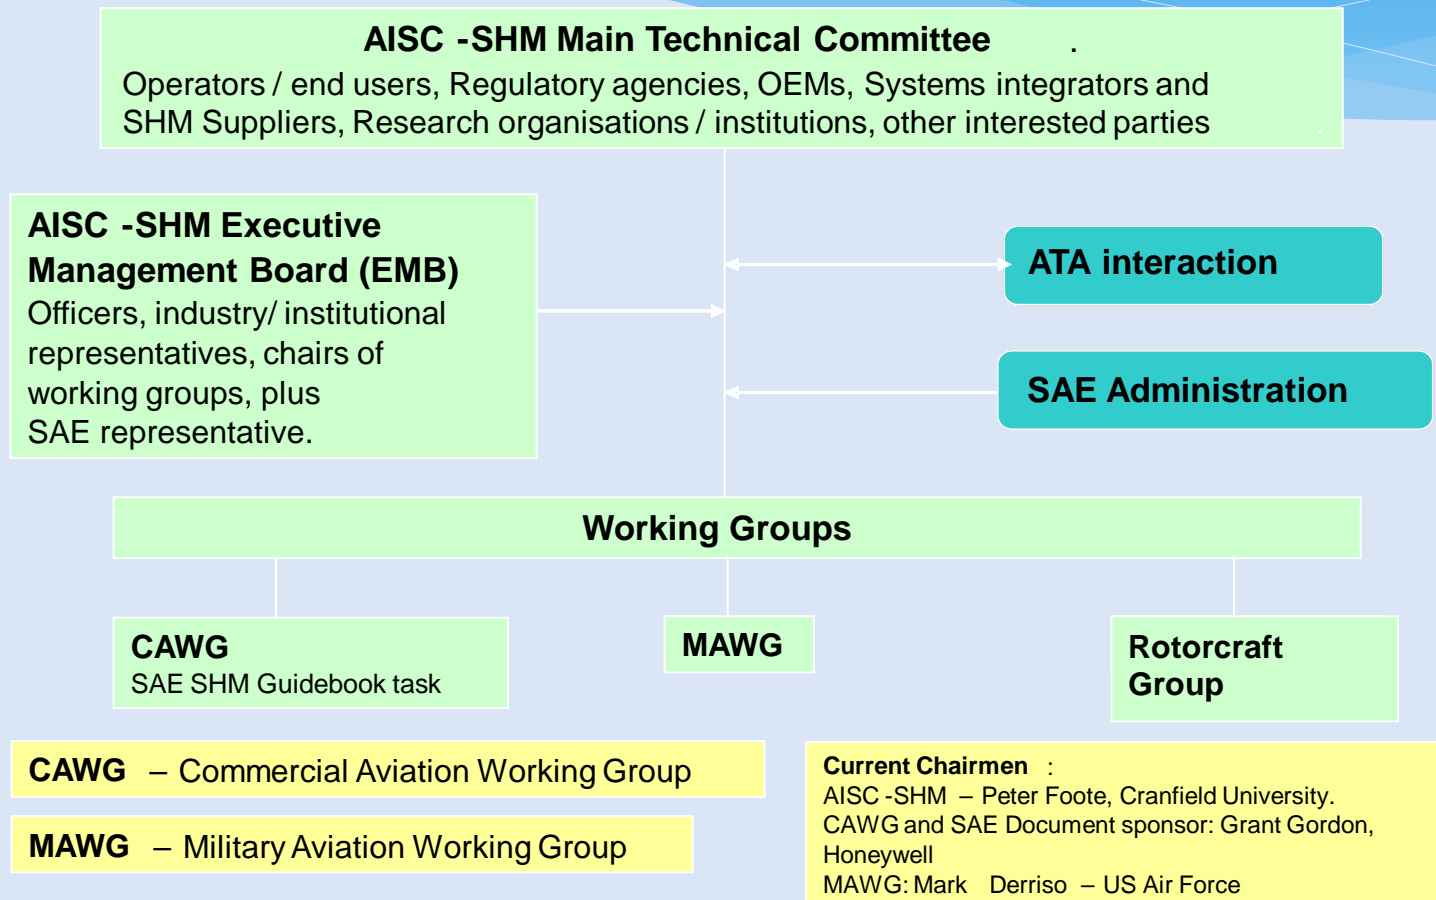 AISC -SHM Main Technical Committee .
Operators / end users, Regulatory agencies, OEMs, Systems integrators and
SHM Suppliers, Research organisations / institutions, other interested parties .
AISC -SHM Executive
Management Board (EMB)
Officers, industry/ institutional
representatives, chairs of
working groups, plus
SAE representative.
ATA interaction
SAE Administration
Working Groups
CAWG
SAE SHM Guidebook task
MAWG
Rotorcraft
Group
CAWG – Commercial Aviation Working Group
MAWG – Military Aviation Working Group
Current Chairmen :
AISC -SHM – Peter Foote, Cranfield University.
CAWG and SAE Document sponsor: Grant Gordon,
Honeywell
MAWG: Mark Derriso – US Air Force